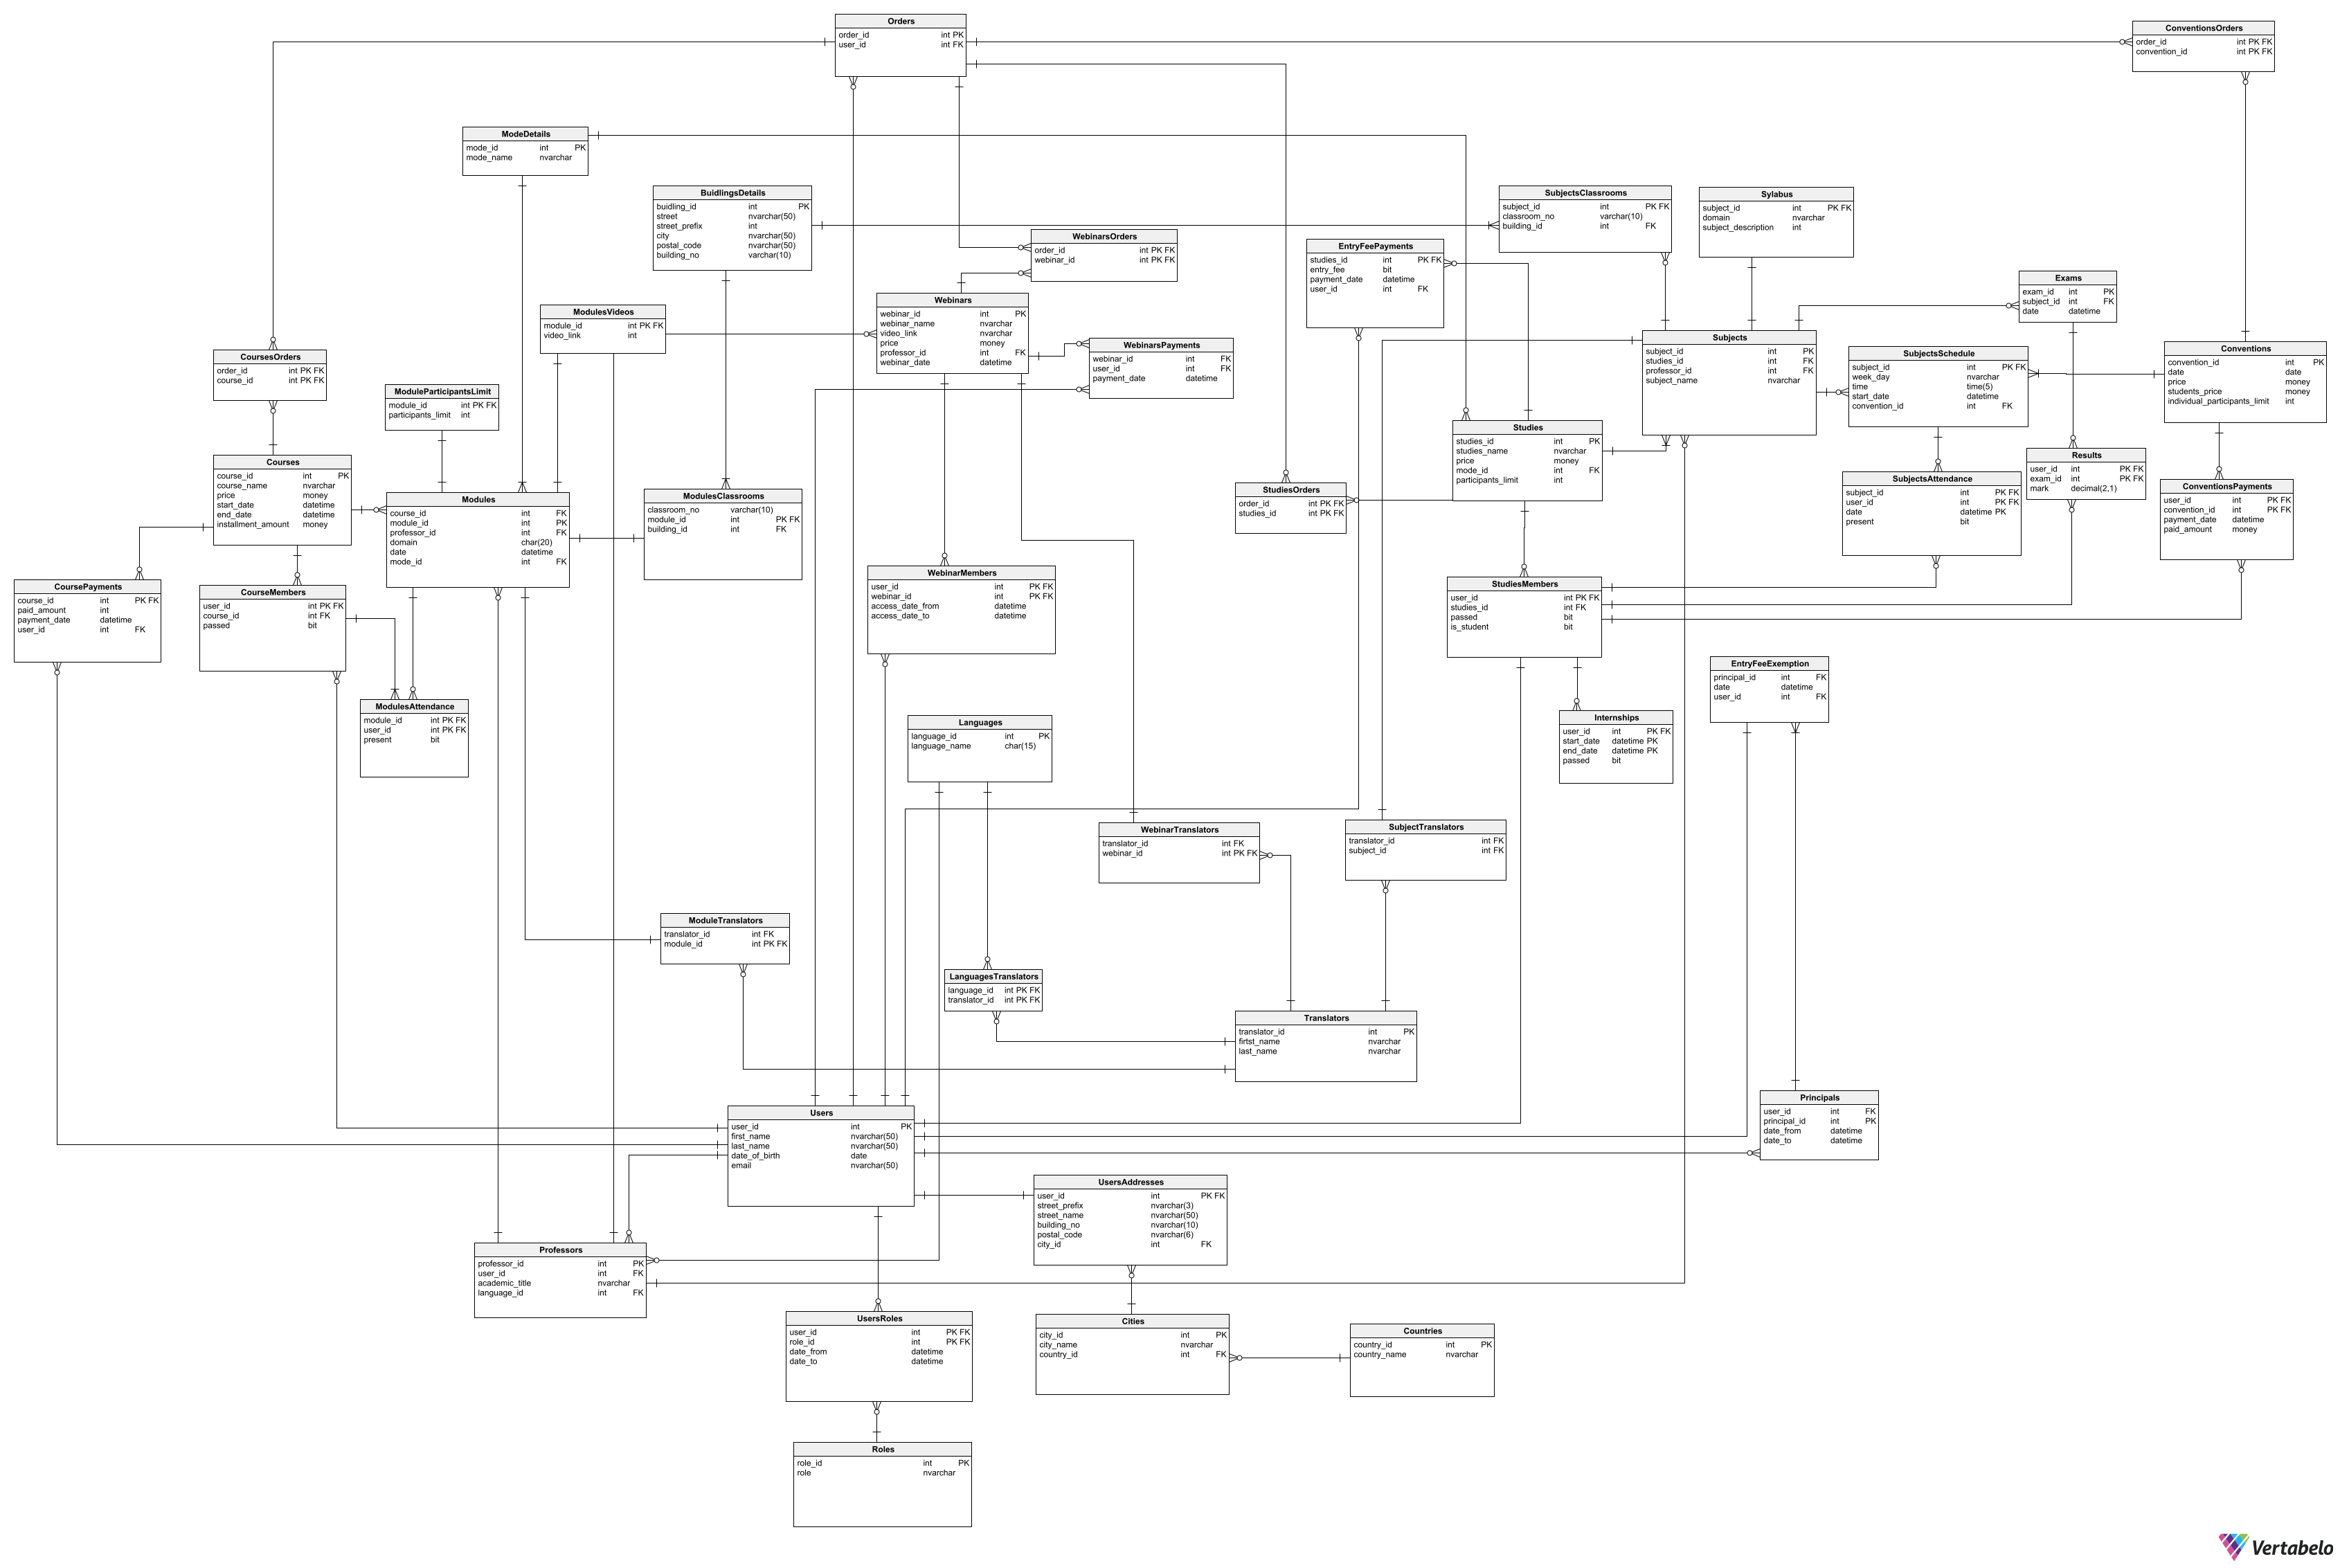 Orders
order_id int PK
user_id int FK
ConventionsOrders
order_id int PK FK
convention_id int PK FK
ModeDetails
mode_id int PK
mode_name nvarchar
BuidlingsDetails
buidling_id int PK
street nvarchar(50)
street_prefix int
city nvarchar(50)
postal_code nvarchar(50)
building_no varchar(10)
SubjectsClassrooms
subject_id int PK FK
classroom_no varchar(10)
building_id int FK
Sylabus
subject_id int PK FK
domain nvarchar
subject_description int
WebinarsOrders
order_id int PK FK
webinar_id int PK FK
EntryFeePayments
studies_id int PK FK
entry_fee bit
payment_date datetime
user_id int FK
Exams
exam_id int PK
subject_id int FK
date datetime
Webinars
webinar_id int PK
webinar_name nvarchar
video_link nvarchar
price money
professor_id int FK
webinar_date datetime
ModulesVideos
module_id int PK FK
video_link int
WebinarsPayments
webinar_id int FK
user_id int FK
payment_date datetime
Subjects
subject_id int PK
studies_id int FK
professor_id int FK
subject_name nvarchar
SubjectsSchedule
subject_id int PK FK
week_day nvarchar
time time(5)
start_date datetime
convention_id int FK
Conventions
convention_id int PK
date date
price money
students_price money
individual_participants_limit int
CoursesOrders
order_id int PK FK
course_id int PK FK
ModuleParticipantsLimit
module_id int PK FK
participants_limit int
Studies
studies_id int PK
studies_name nvarchar
price money
mode_id int FK
participants_limit int
Results
user_id int PK FK
exam_id int PK FK
mark decimal(2,1)
Courses
course_id int PK
course_name nvarchar
price money
start_date datetime
end_date datetime
installment_amount money
Modules
course_id int FK
module_id int PK
professor_id int FK
domain char(20)
date datetime
mode_id int FK
ModulesClassrooms
classroom_no varchar(10)
module_id int PK FK
building_id int FK
StudiesOrders
order_id int PK FK
studies_id int PK FK
SubjectsAttendance
subject_id int PK FK
user_id int PK FK
date datetime PK
present bit
ConventionsPayments
user_id int PK FK
convention_id int PK FK
payment_date datetime
paid_amount money
CoursePayments
course_id int PK FK
paid_amount int
payment_date datetime
user_id int FK
CourseMembers
user_id int PK FK
course_id int FK
passed bit
WebinarMembers
user_id int PK FK
webinar_id int PK FK
access_date_from datetime
access_date_to datetime
StudiesMembers
user_id int PK FK
studies_id int FK
passed bit
is_student bit
EntryFeeExemption
principal_id int FK
date datetime
user_id int FK
ModulesAttendance
module_id int PK FK
user_id int PK FK
present bit
Languages
language_id int PK
language_name char(15)
Internships
user_id int PK FK
start_date datetime PK
end_date datetime PK
passed bit
WebinarTranslators
translator_id int FK
webinar_id int PK FK
SubjectTranslators
translator_id int FK
subject_id int FK
ModuleTranslators
translator_id int FK
module_id int PK FK
LanguagesTranslators
language_id int PK FK
translator_id int PK FK
Translators
translator_id int PK
firtst_name nvarchar
last_name nvarchar
Principals
user_id int FK
principal_id int PK
date_from datetime
date_to datetime
Users
user_id int PK
first_name nvarchar(50)
last_name nvarchar(50)
date_of_birth date
email nvarchar(50)
UsersAddresses
user_id int PK FK
street_prefix nvarchar(3)
street_name nvarchar(50)
building_no nvarchar(10)
postal_code nvarchar(6)
city_id int FK
Professors
professor_id int PK
user_id int FK
academic_title nvarchar
language_id int FK
UsersRoles
user_id int PK FK
role_id int PK FK
date_from datetime
date_to datetime
Cities
city_id int PK
city_name nvarchar
country_id int FK
Countries
country_id int PK
country_name nvarchar
Roles
role_id int PK
role nvarchar
Vertabelo